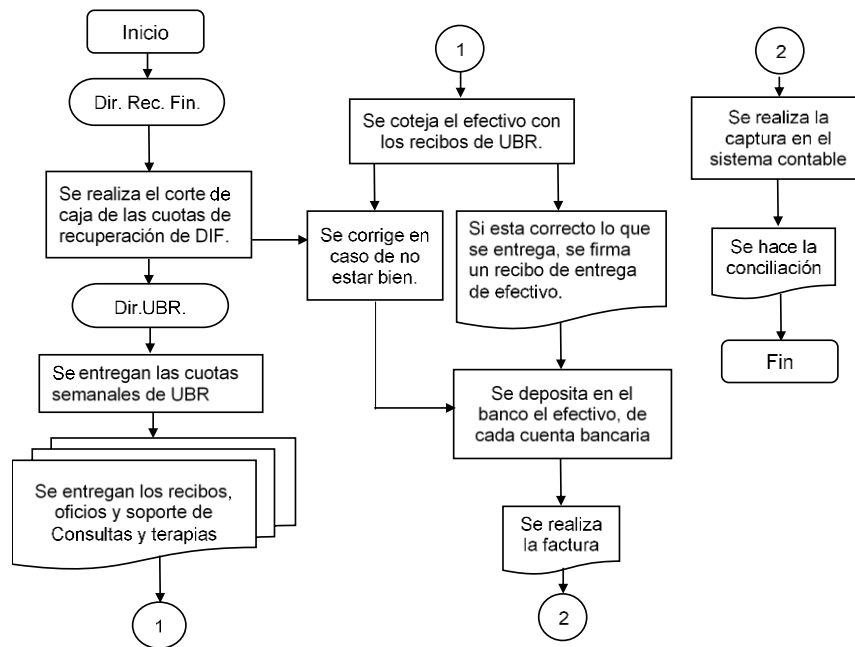 Inicio
Dir. Rec. Fin.
Se realiza el corte de
caja de las cuotas de
recuperación de DIF.
Dir.UBR.
Se entregan las cuotas
semanales de UBR
Se entregan los recibos,
oficios y soporte de
Consultas y terapias
1
1
Se coteja el efectivo con
los recibos de UBR.
Se corrige en
caso de no
estar bien.
Si esta correcto lo que
se entrega, se firma
un recibo de entrega
de efectivo.
Se deposita en el
banco el efectivo, de
cada cuenta bancaria
Se realiza
la factura
2
2
Se realiza la
captura en el
sistema contable
Se hace la
conciliación
Fin